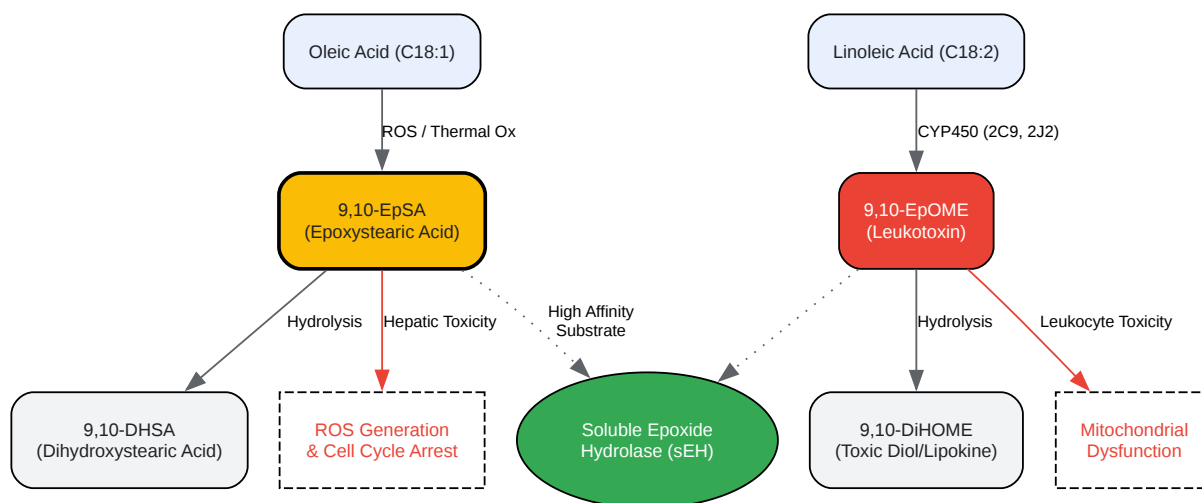 Oleic Acid (C18:1)
Linoleic Acid (C18:2)
ROS / Thermal Ox
CYP450 (2C9, 2J2)
9,10-EpSA
(Epoxystearic Acid)
9,10-EpOME
(Leukotoxin)
Hydrolysis
Hepatic Toxicity
High Affinity
Substrate
Hydrolysis
Leukocyte Toxicity
9,10-DHSA
(Dihydroxystearic Acid)
ROS Generation
& Cell Cycle Arrest
Soluble Epoxide
Hydrolase (sEH)
9,10-DiHOME
(Toxic Diol/Lipokine)
Mitochondrial
Dysfunction